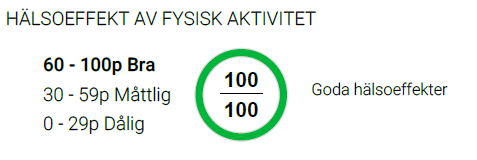 HÄLSOEFFEKT AV FYSISK AKTIVITET
60 - 100p Bra
30 - 59p Måttlig
0 - 29p Dålig
100
100
Goda hälsoeffekter